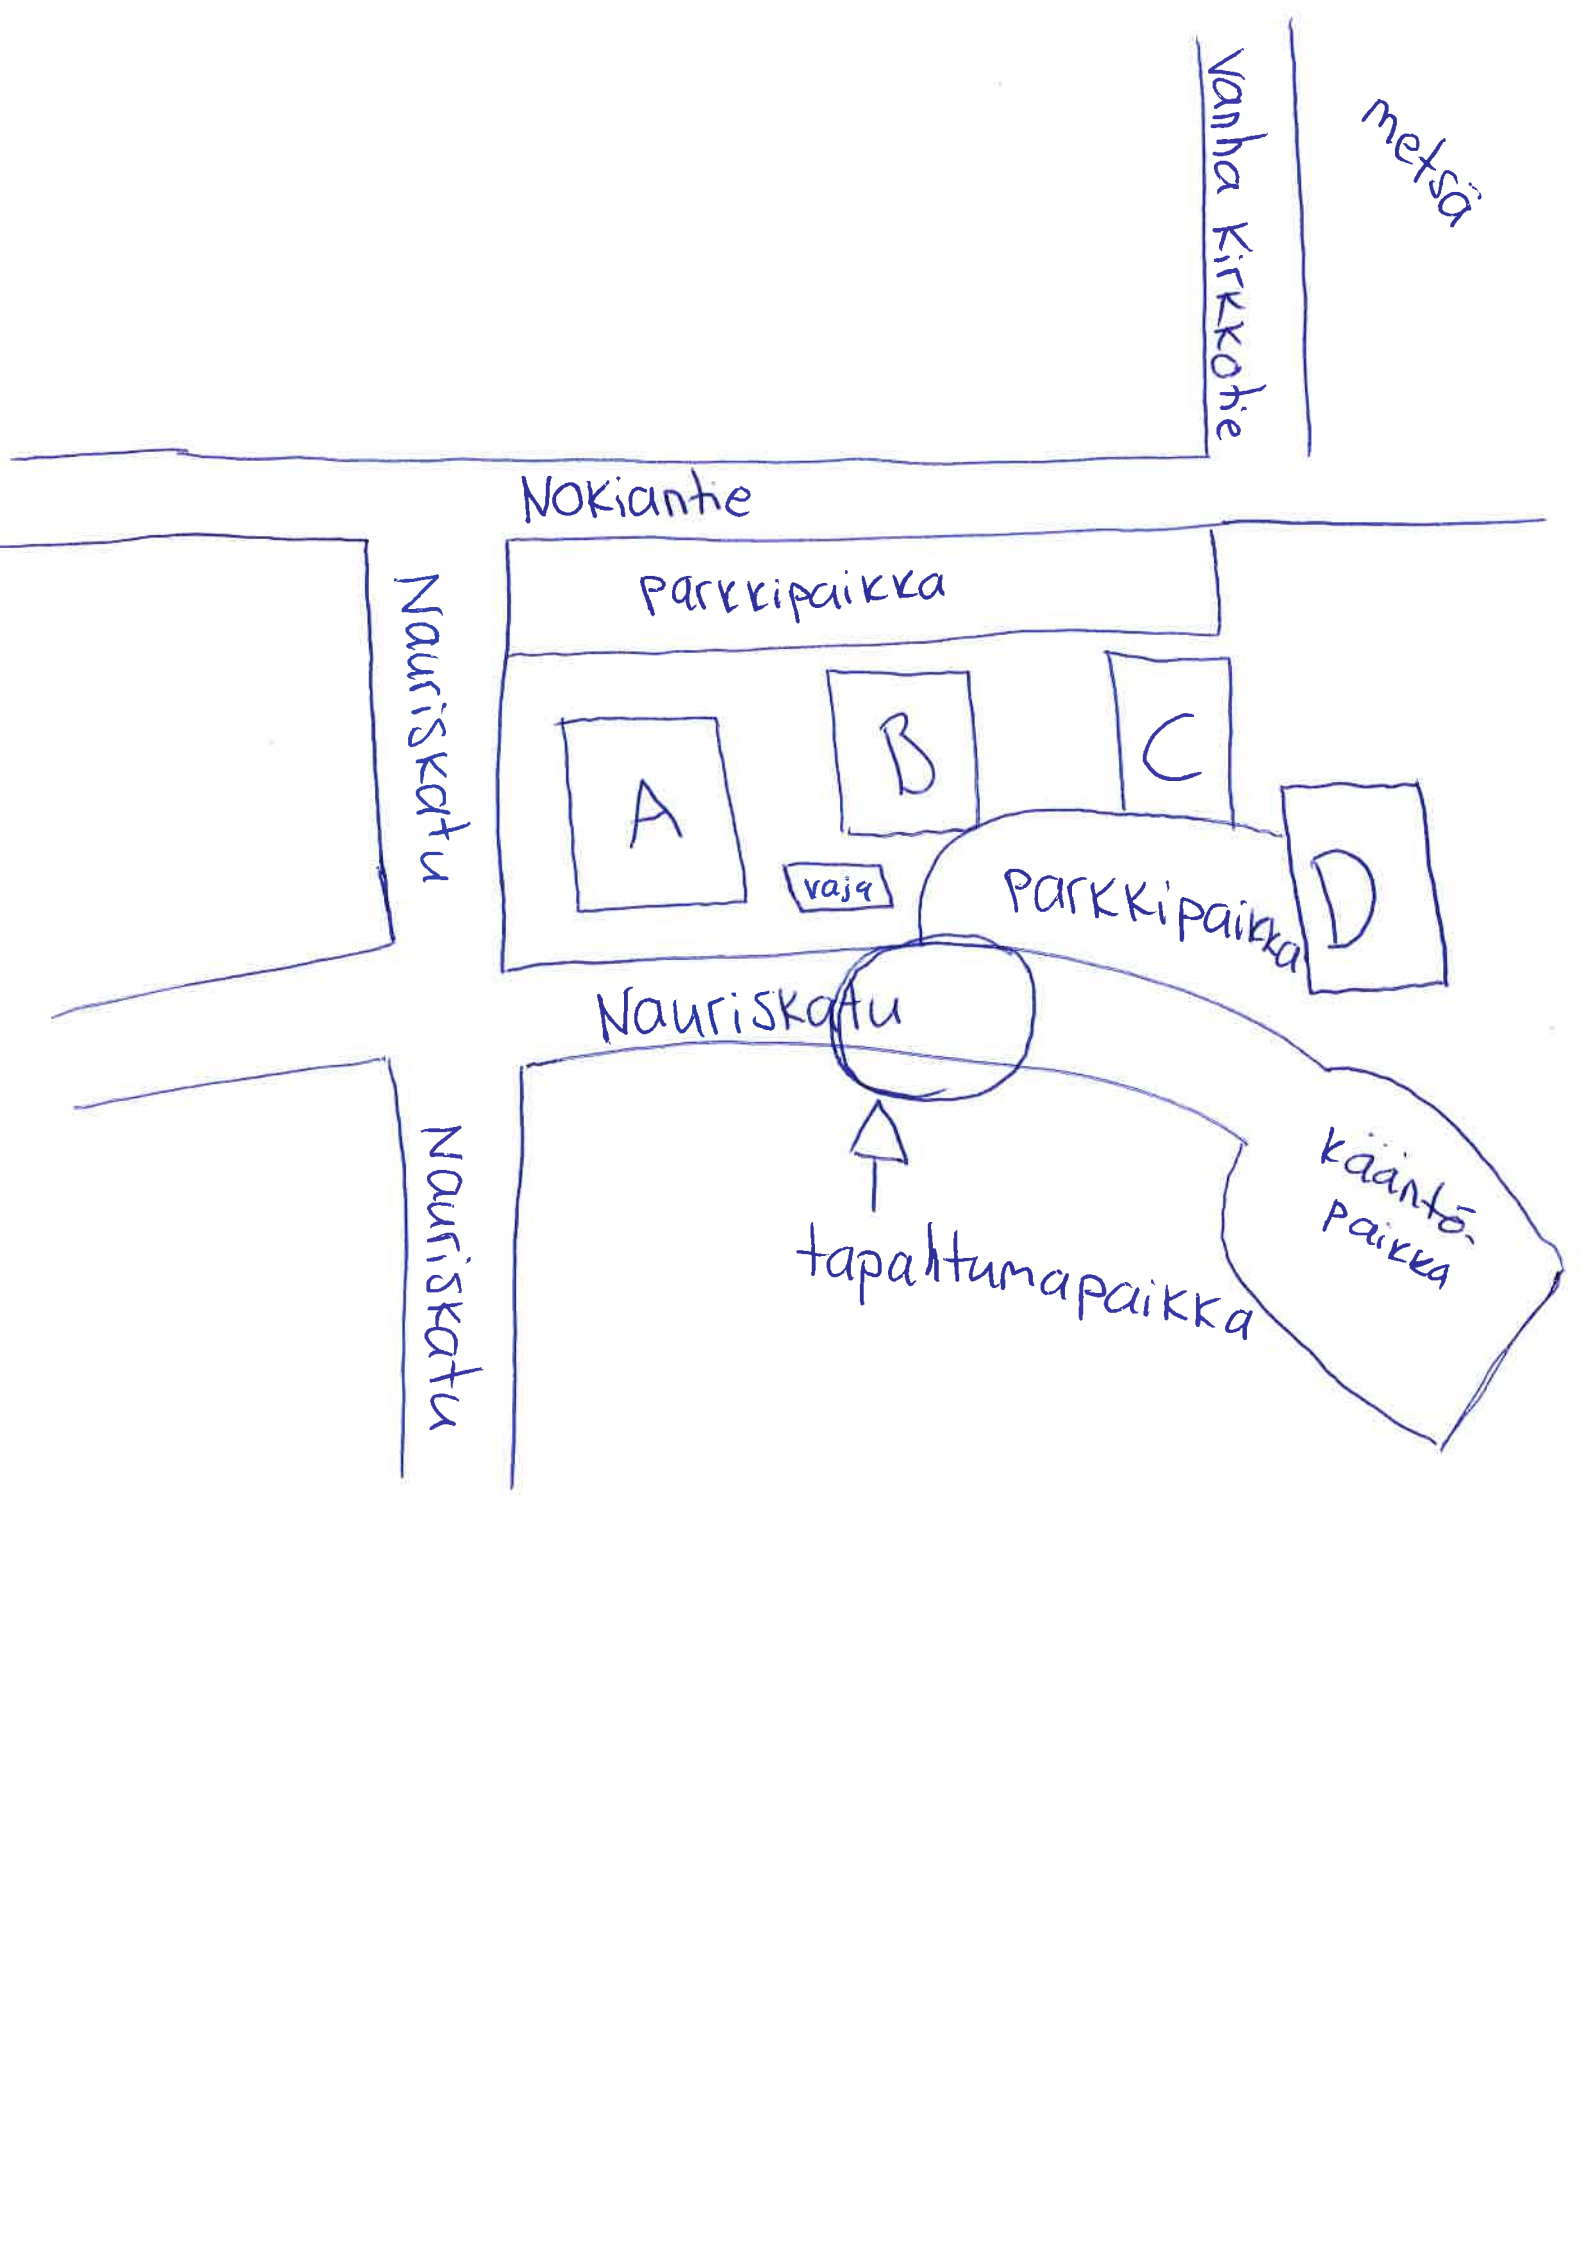 Vanha Kirkkotie
metsä
Nokiantie
Parkkipaikka
Nauriskatu
A
B
C
D
vaja
Parkkipaikka
Nauriskatu
Nauriskatu
kääntö-
paikka
tapahtumapaikka